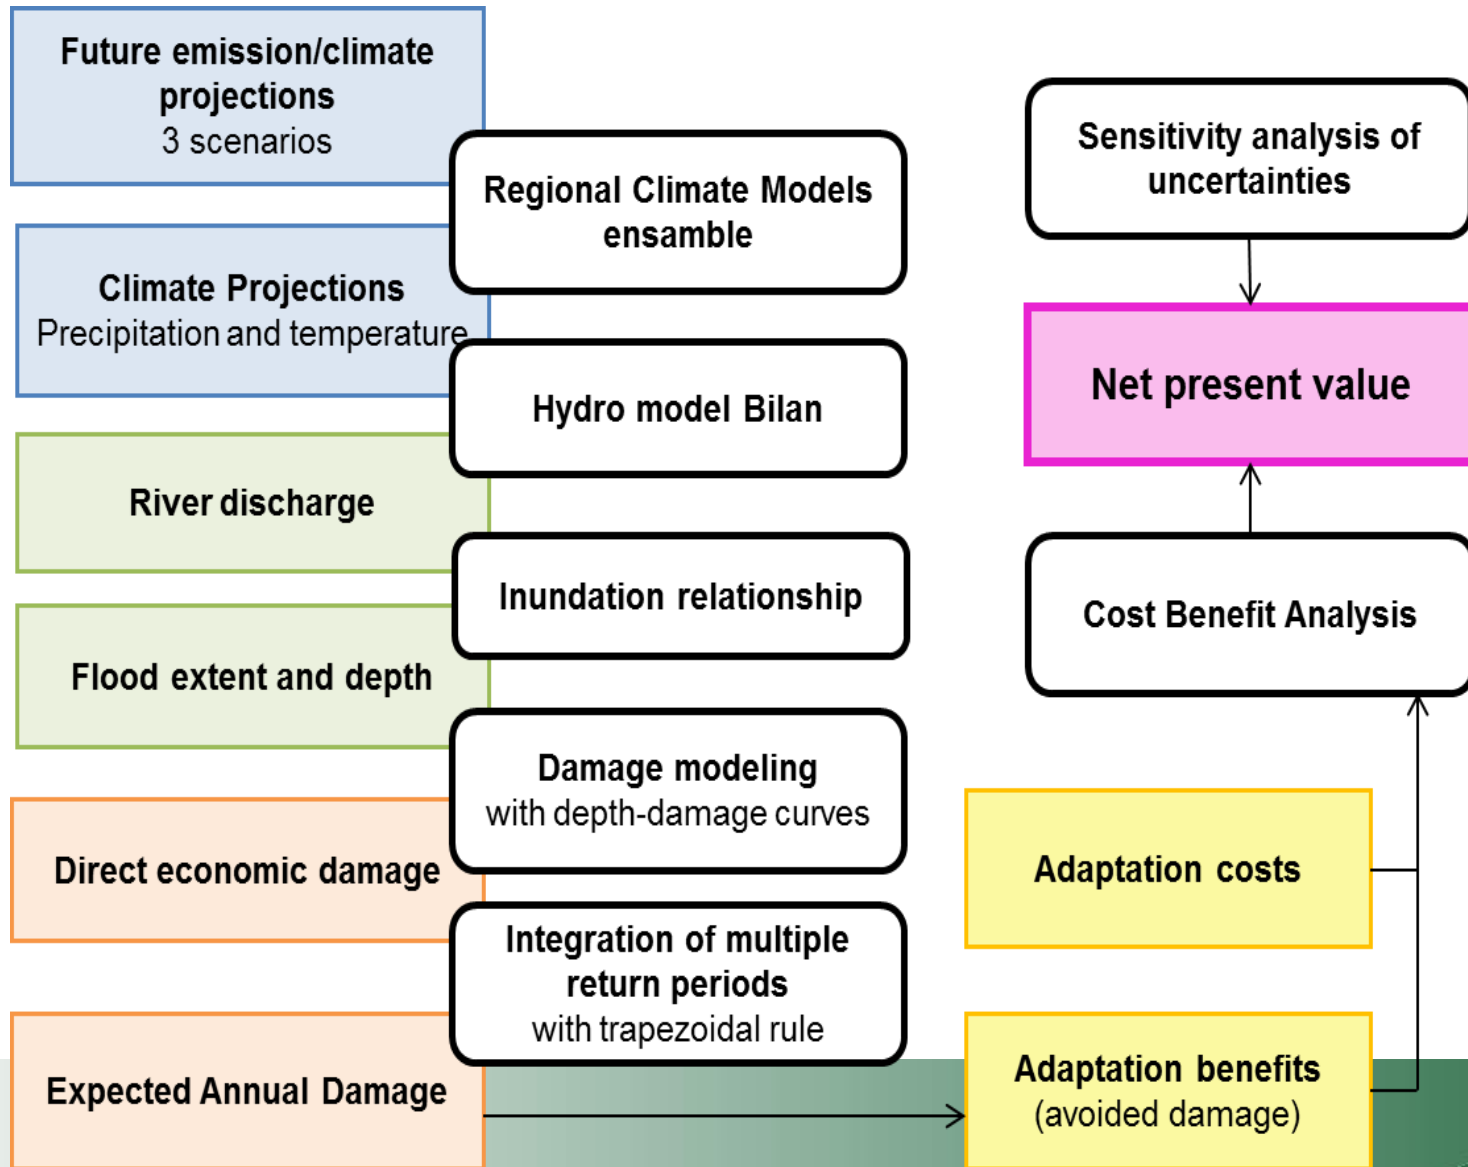 Future emission/climate
projections
3 scenarios
Regional Climate Models
ensamble
Climate Projections
Precipitation and temperature
Hydro model Bilan
River discharge
Inundation relationship
Flood extent and depth
Damage modeling
with depth-damage curves
Direct economic damage
Integration of multiple
return periods
with trapezoidal rule
Expected Annual Damage
Sensitivity analysis of
uncertainties
Net present value
Cost Benefit Analysis
Adaptation costs
Adaptation benefits
(avoided damage)